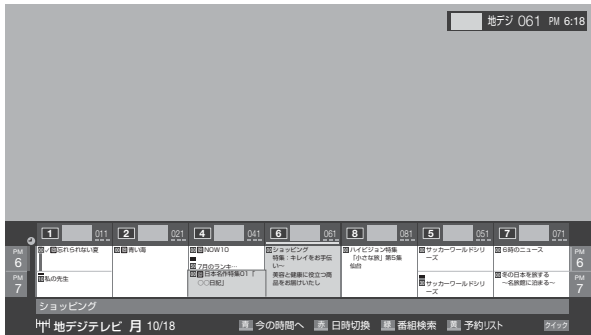 地デジ 061 PM 6:18
1 011 2 021 4 041 6 061 8 081 5 051 7 071
PM 6
PM 7
忘れられない夏
私の先生
青い海
NOW10
7月のランキ…
日本名作特集01『
〇〇日記』
ショッピング
特集:キレイをお手伝
い〜
美容と健康に役立つ商
品をお届けいたし
ハイビジョン特集
「小さな旅」第5集
仙台
サッカーワールドシリ
ーズ
サッカーワールドシリ
ーズ
6時のニュース
冬の日本を旅する
〜名旅館に泊まる〜
PM 6
PM 7
ショッピング
地デジテレビ 月 10/18 青 今の時間へ 赤 日時切換 緑 番組検索 黄 予約リスト クイック